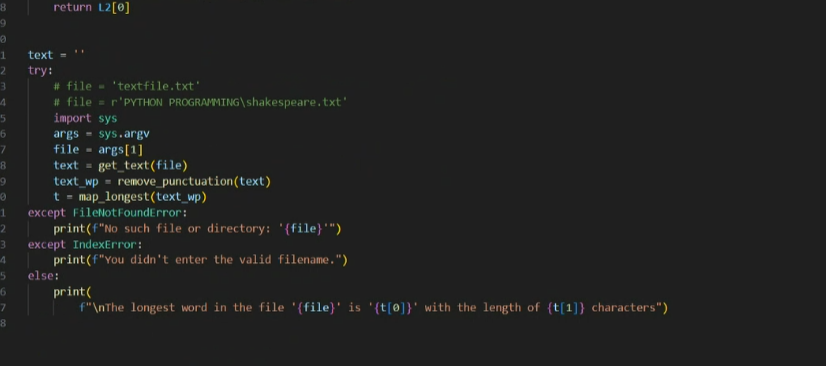 8 return L2[0]
9
0
1 text = ''
2 try:
3 # file = 'textfile.txt'
4 # file = r'PYTHON PROGRAMMING\shakespeare.txt'
5 import sys
6 args = sys.argv
7 file = args[1]
8 text = get_text(file)
9 text_wp = remove_punctuation(text)
0 t = map_longest(text_wp)
1 except FileNotFoundError:
2 print(f"No such file or directory: '{file}'")
3 except IndexError:
4 print(f"You didn't enter the valid filename.")
5 else:
6 print(
7 f"\nThe longest word in the file '{file}' is '{t[0]}' with the length of {t[1]} characters")
8